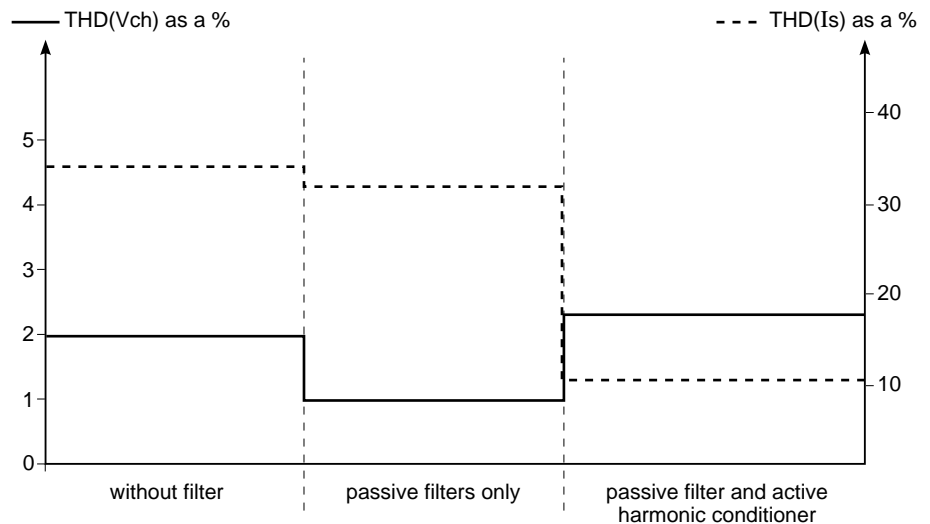 THD(Vch) as a %
THD(Is) as a %
5
4
3
2
1
0
40
30
20
10
without filter
passive filters only
passive filter and active
harmonic conditioner